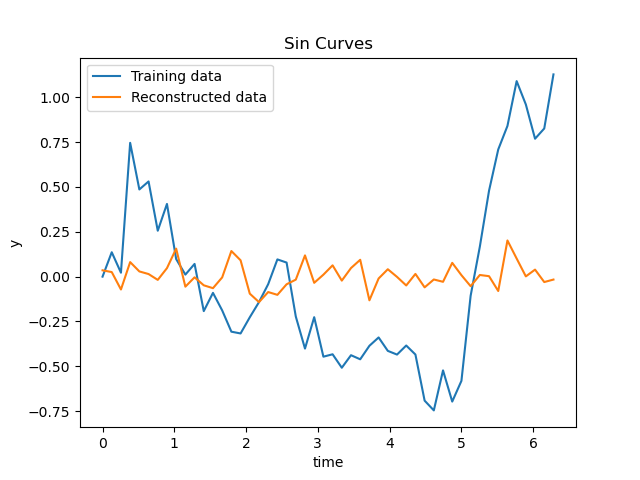 Sin Curves
Training data
Reconstructed data
1.00
0.75
0.50
0.25
0.00
−0.25
−0.50
−0.75
y
0 1 2 3 4 5 6
time